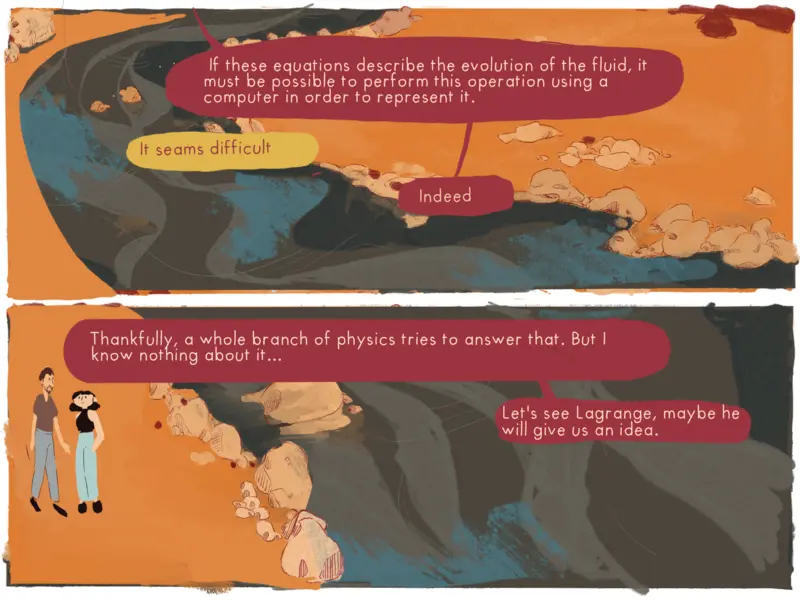 If these equations describe the evolution of the fluid, it
must be possible to perform this operation using a
computer in order to represent it.
It seams difficult
Indeed
Thankfully, a whole branch of physics tries to answer that. But I
know nothing about it...
Let's see Lagrange, maybe he
will give us an idea.